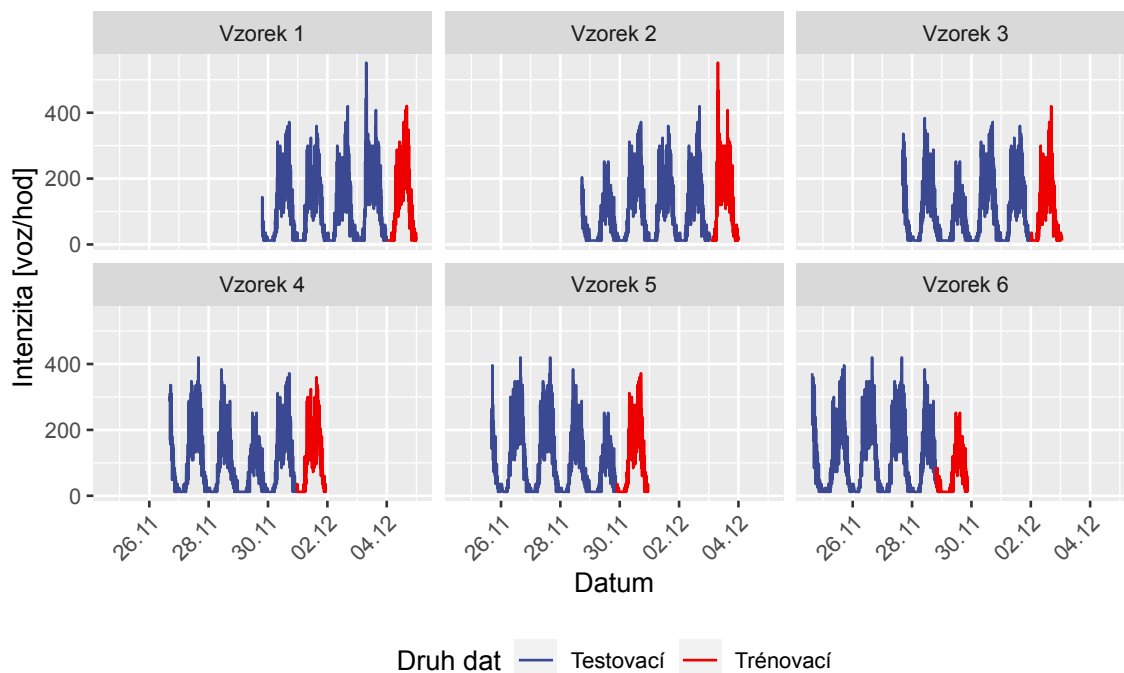 Vzorek 1 Vzorek 2 Vzorek 3
400
200
0
Vzorek 4 Vzorek 5 Vzorek 6
400
200
0
Intenzita [voz/hod]
26.11 28.11 30.11 02.12 04.12 26.11 28.11 30.11 02.12 04.12 26.11 28.11 30.11 02.12 04.12
Datum
Druh dat Testovací Trénovací